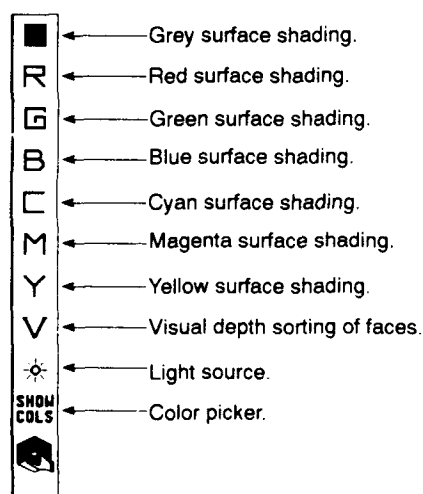 Grey surface shading.
R Red surface shading.
G Green surface shading.
B Blue surface shading.
C Cyan surface shading.
M Magenta surface shading.
Y Yellow surface shading.
V Visual depth sorting of faces.
Light source.
SHOW
COLS Color picker.